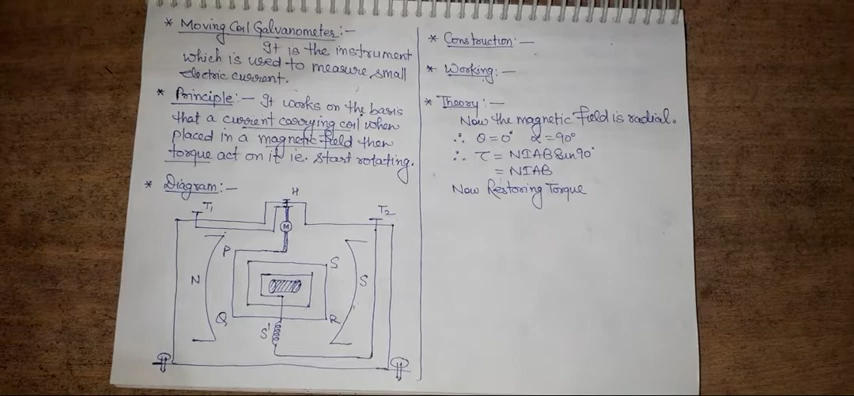 * Moving Coil Galvanometer:-
It is the instrument
which is used to measure small
electric current.
* Principle:- It works on the basis
that a current carrying coil when
placed in a magnetic field then
torque act on it ie. start rotating.
* Diagram:-
H
T1
T2
M
P
S
N
S
Q
R
S'
* Construction:-
* Working:-
* Theory:-
Now the magnetic field is radial.
∴ θ=0° α=90°
∴ τ = NIAB Sin90°
= NIAB
Now Restoring Torque